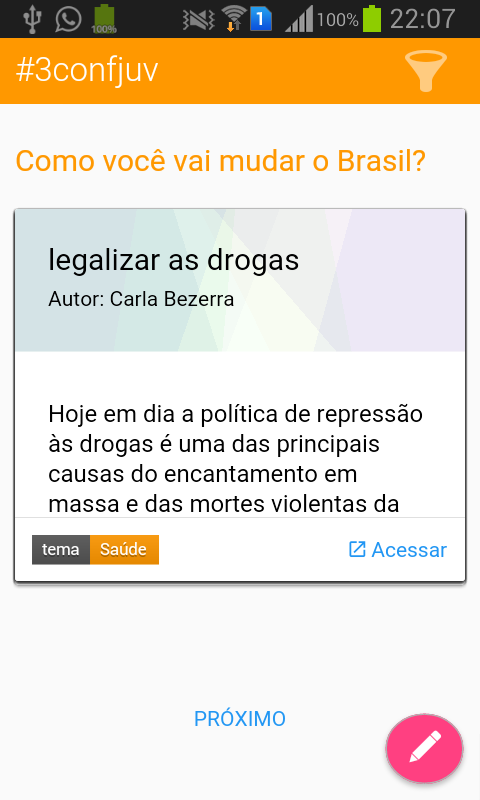 100%
1
100%
22:07
#3confjuv
Como você vai mudar o Brasil?
legalizar as drogas
Autor: Carla Bezerra
Hoje em dia a política de repressão
às drogas é uma das principais
causas do encantamento em
massa e das mortes violentas da
tema Saúde
Acessar
PRÓXIMO